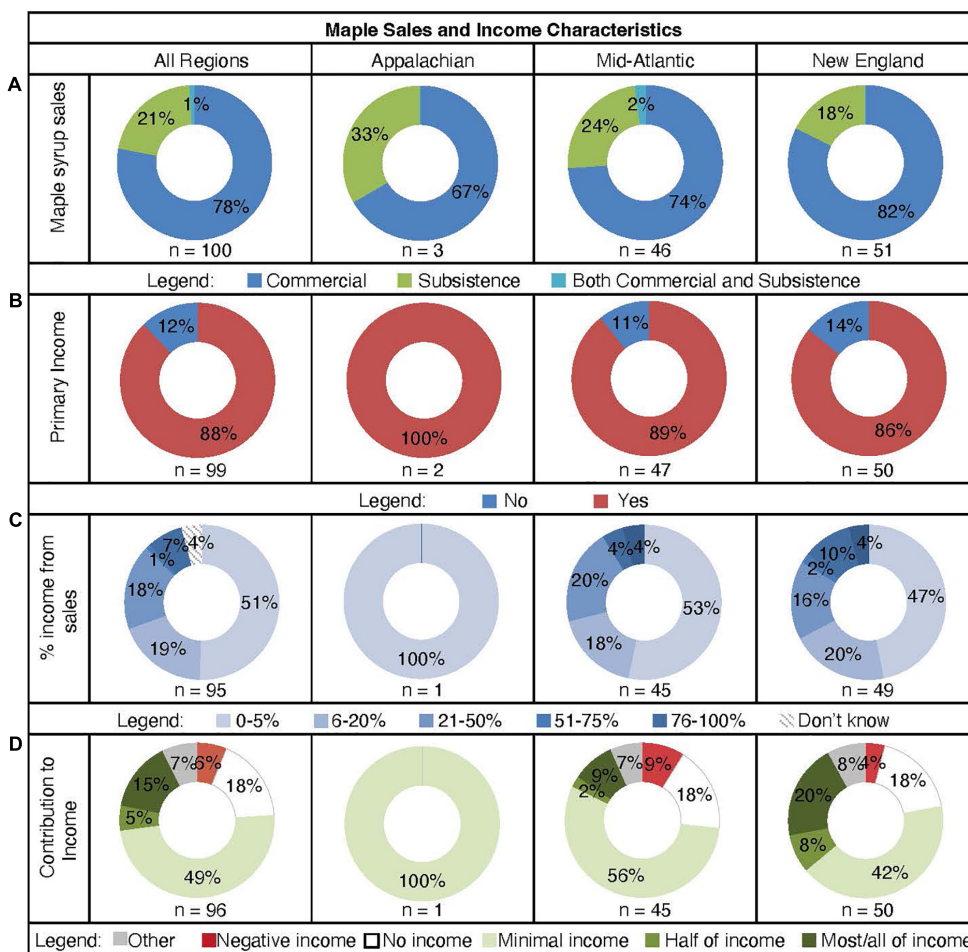 Maple Sales and Income Characteristics
All Regions Appalachian Mid-Atlantic New England
A
Maple syrup sales
1%
21%
78%
n = 100
33%
67%
n = 3
2%
24%
74%
n = 46
18%
82%
n = 51
Legend: Commercial Subsistence Both Commercial and Subsistence
B
Primary Income
12%
88%
n = 99
100%
n = 2
11%
89%
n = 47
14%
86%
n = 50
Legend: No Yes
C
% income from
sales
7% 4%
1%
18%
51%
19%
n = 95
100%
n = 1
4% 4%
20%
53%
18%
n = 45
10% 4%
2%
16%
47%
20%
n = 49
Legend: 0-5% 6-20% 21-50% 51-75% 76-100% Don't know
D
Contribution to
Income
7% 6%
15%
18%
5%
49%
n = 96
100%
n = 1
7% 9%
9%
2%
18%
56%
n = 45
8% 4%
20%
18%
8%
42%
n = 50
Legend: Other Negative income No income Minimal income Half of income Most/all of income